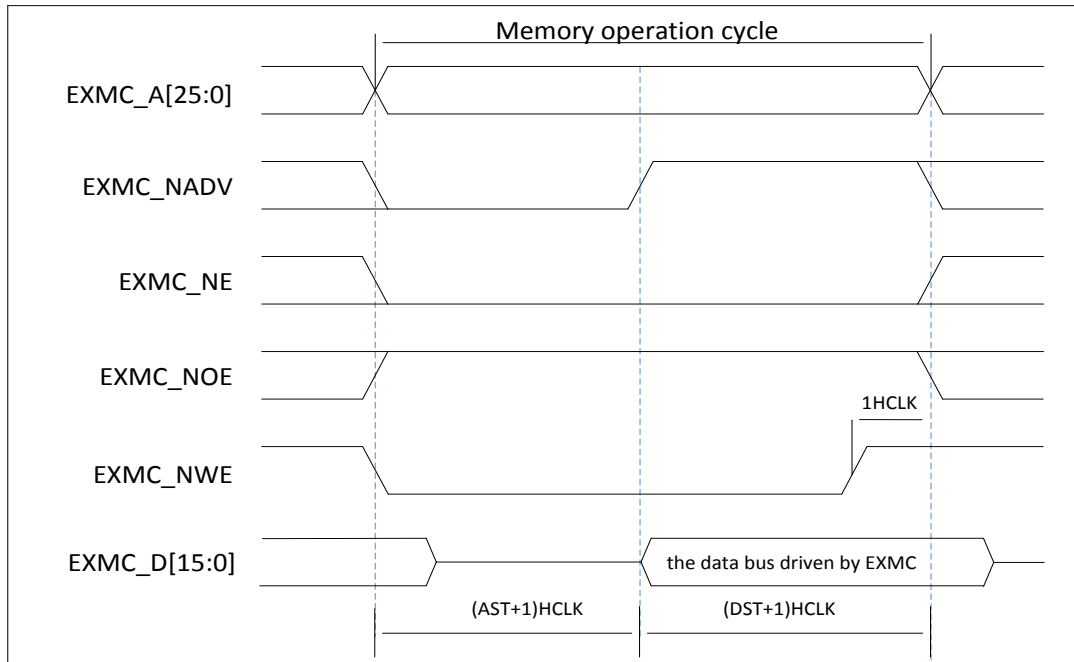 Memory operation cycle
EXMC_A[25:0]
EXMC_NADV
EXMC_NE
EXMC_NOE
1HCLK
EXMC_NWE
EXMC_D[15:0]
the data bus driven by EXMC
(AST+1)HCLK
(DST+1)HCLK